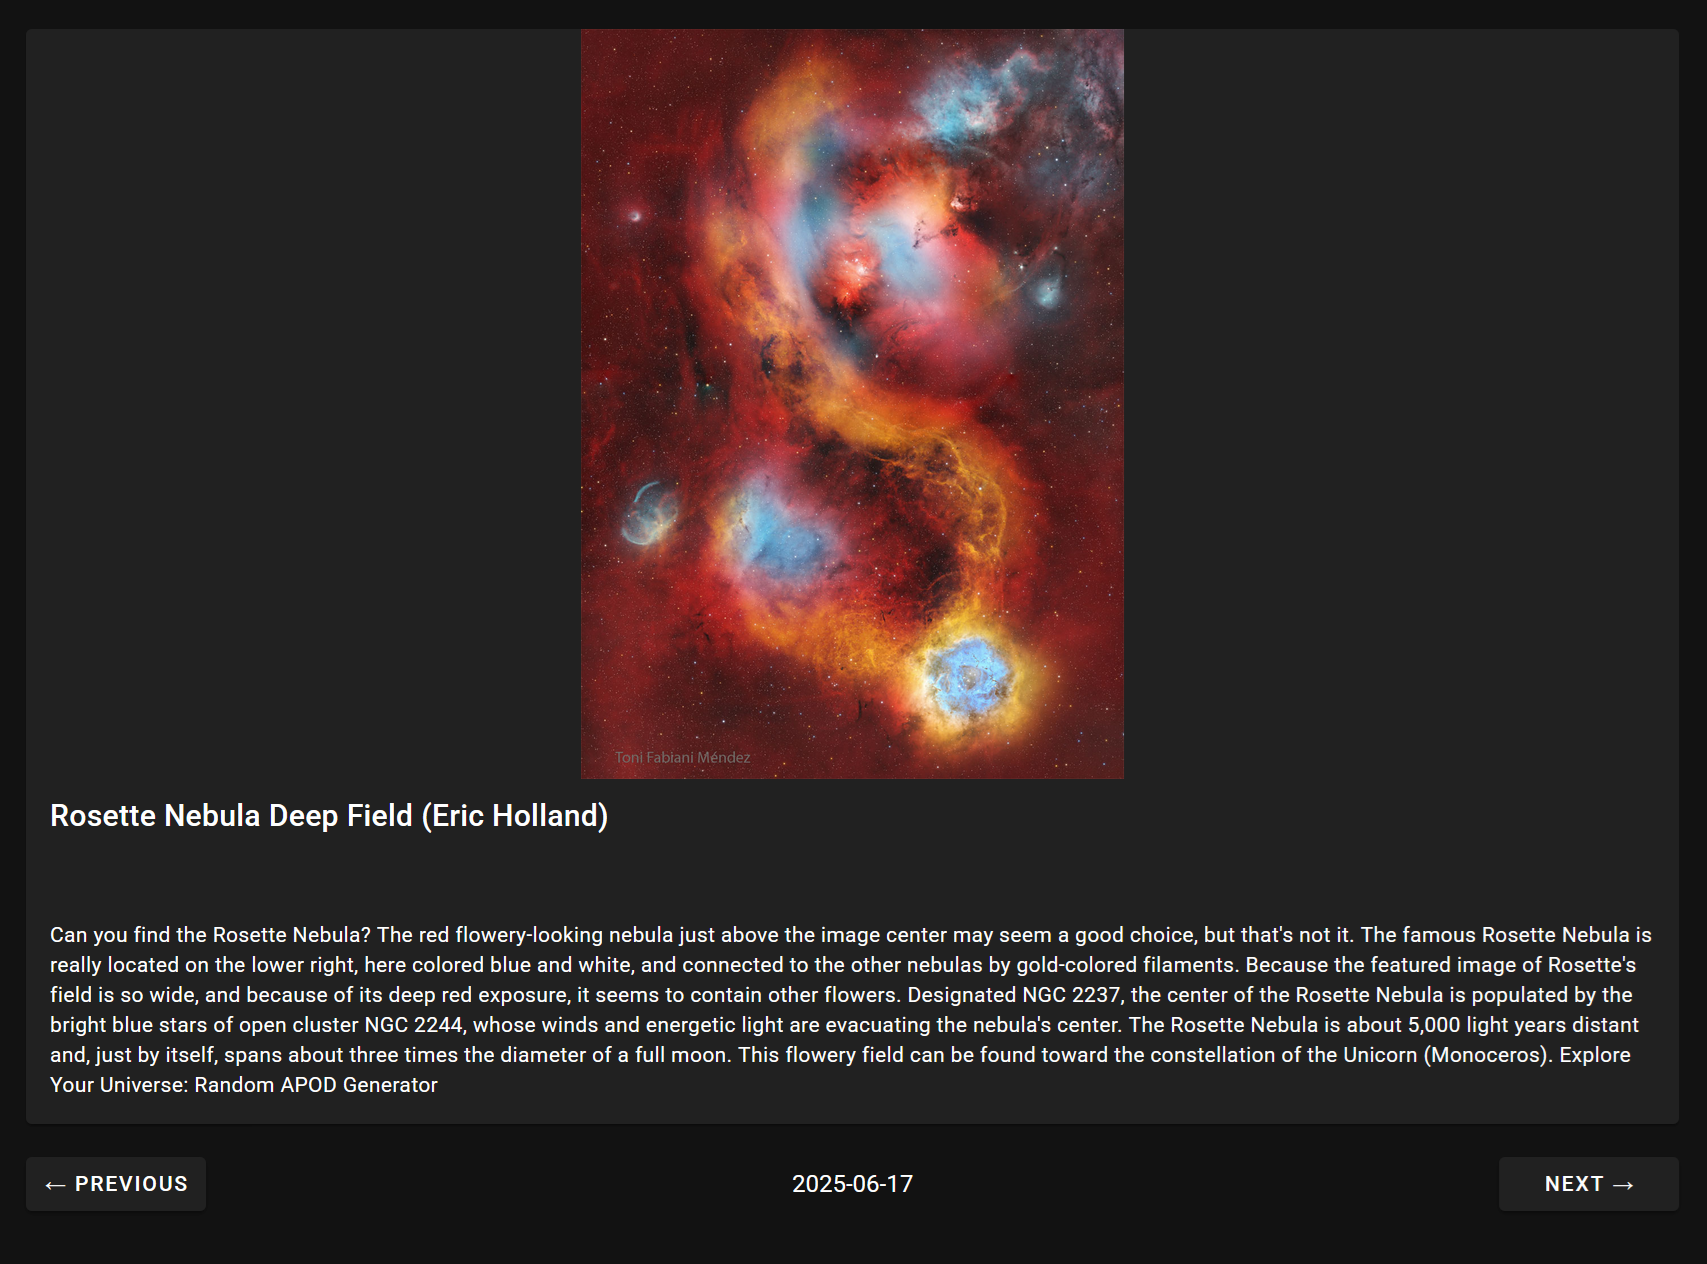 Toni Fabiani Méndez
Rosette Nebula Deep Field (Eric Holland)
Can you find the Rosette Nebula? The red flowery-looking nebula just above the image center may seem a good choice, but that's not it. The famous Rosette Nebula is
really located on the lower right, here colored blue and white, and connected to the other nebulas by gold-colored filaments. Because the featured image of Rosette's
field is so wide, and because of its deep red exposure, it seems to contain other flowers. Designated NGC 2237, the center of the Rosette Nebula is populated by the
bright blue stars of open cluster NGC 2244, whose winds and energetic light are evacuating the nebula's center. The Rosette Nebula is about 5,000 light years distant
and, just by itself, spans about three times the diameter of a full moon. This flowery field can be found toward the constellation of the Unicorn (Monoceros). Explore
Your Universe: Random APOD Generator
← PREVIOUS
2025-06-17
NEXT →